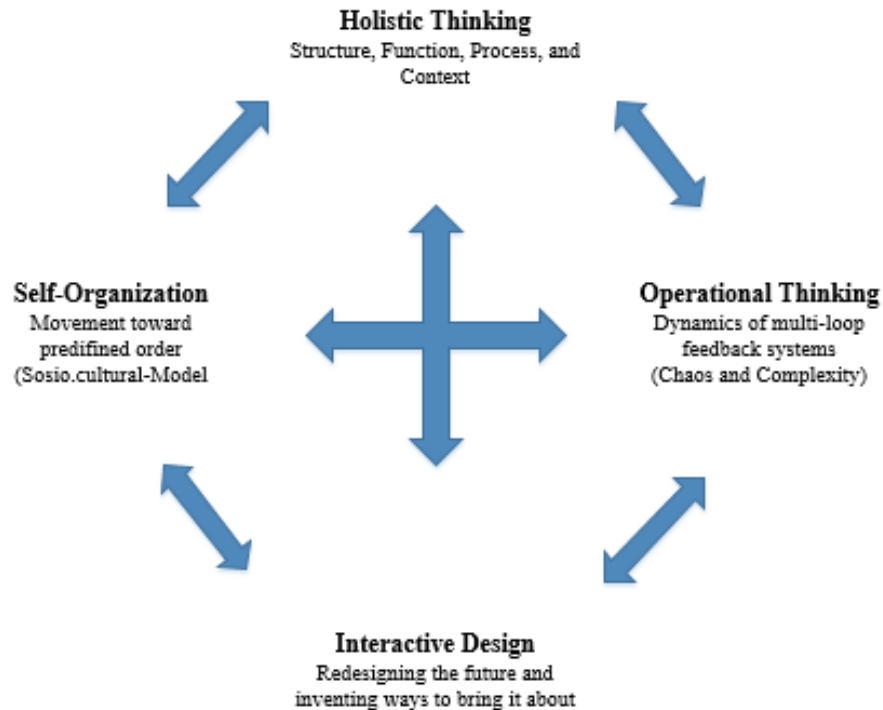 Holistic Thinking
Structure, Function, Process, and
Context
Self-Organization
Movement toward
predifined order
(Sosio.cultural-Model
Operational Thinking
Dynamics of multi-loop
feedback systems
(Chaos and Complexity)
Interactive Design
Redesigning the future and
inventing ways to bring it about